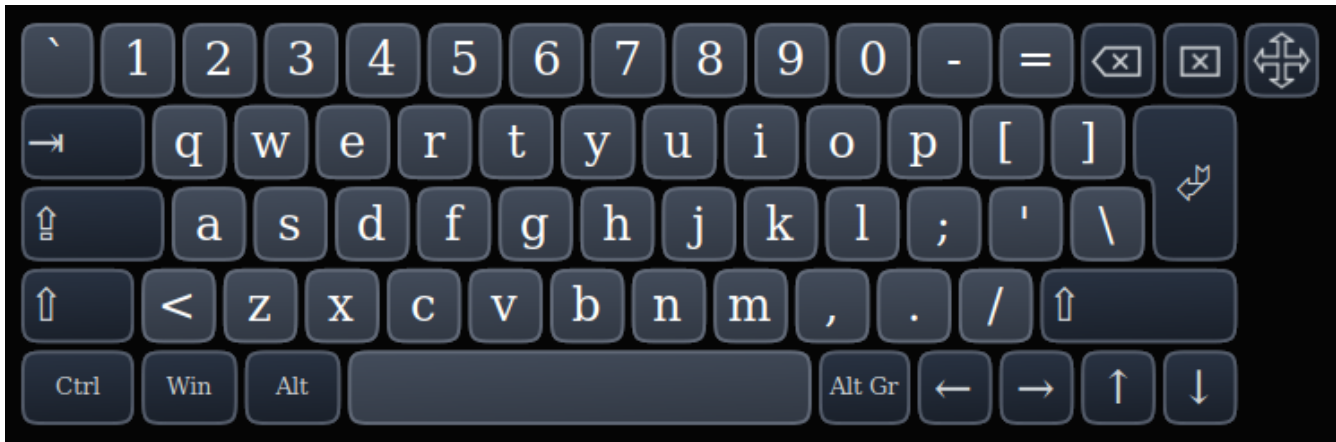 ` 1 2 3 4 5 6 7 8 9 0 - =
⇥ q w e r t y u i o p [ ]
a s d f g h j k l ; ' \
⇧ < z x c v b n m , . / ⇧
Ctrl Win Alt Alt Gr ← → ↑ ↓